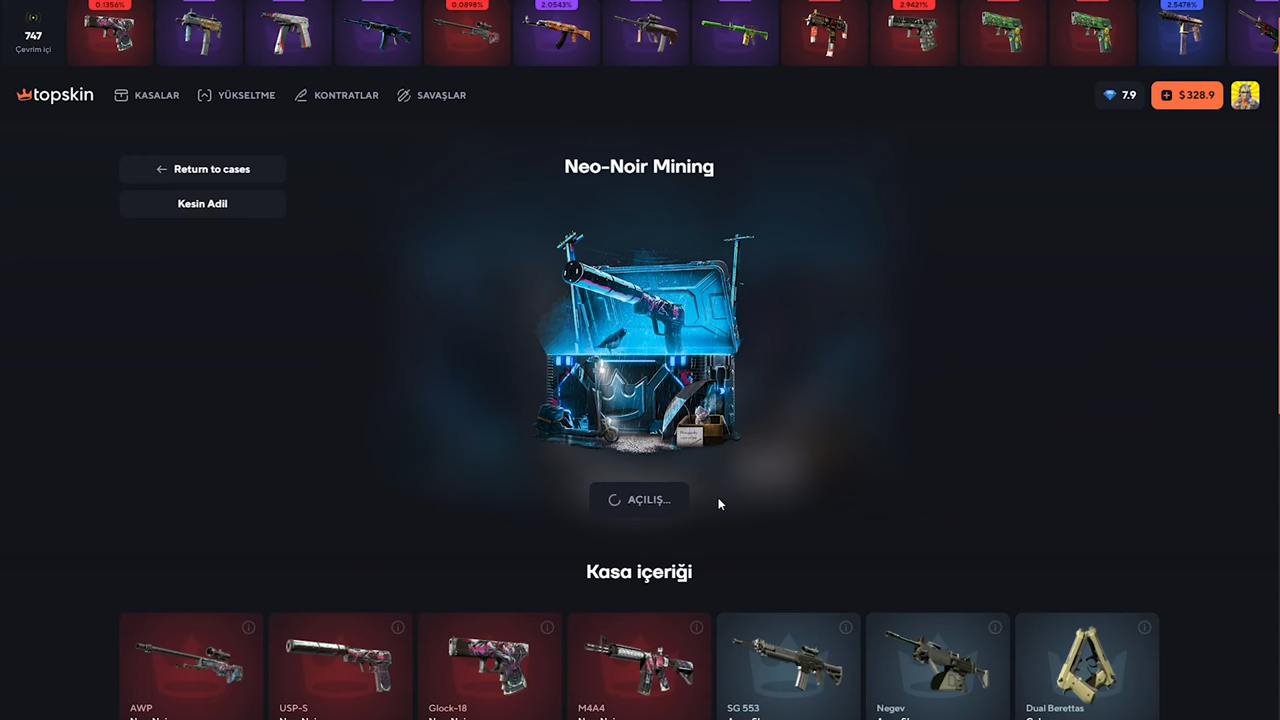 0.1356%
0.0898%
2.0543%
2.9421%
2.5478%
747
Çevrim içi
topskin
KASALAR
YÜKSELTME
KONTRATLAR
SAVAŞLAR
7.9
$328.9
Return to cases
Kesin Adil
Neo-Noir Mining
AÇILIŞ...
Kasa içeriği
AWP
USP-S
Glock-18
M4A4
SG 553
Negev
Dual Berettas